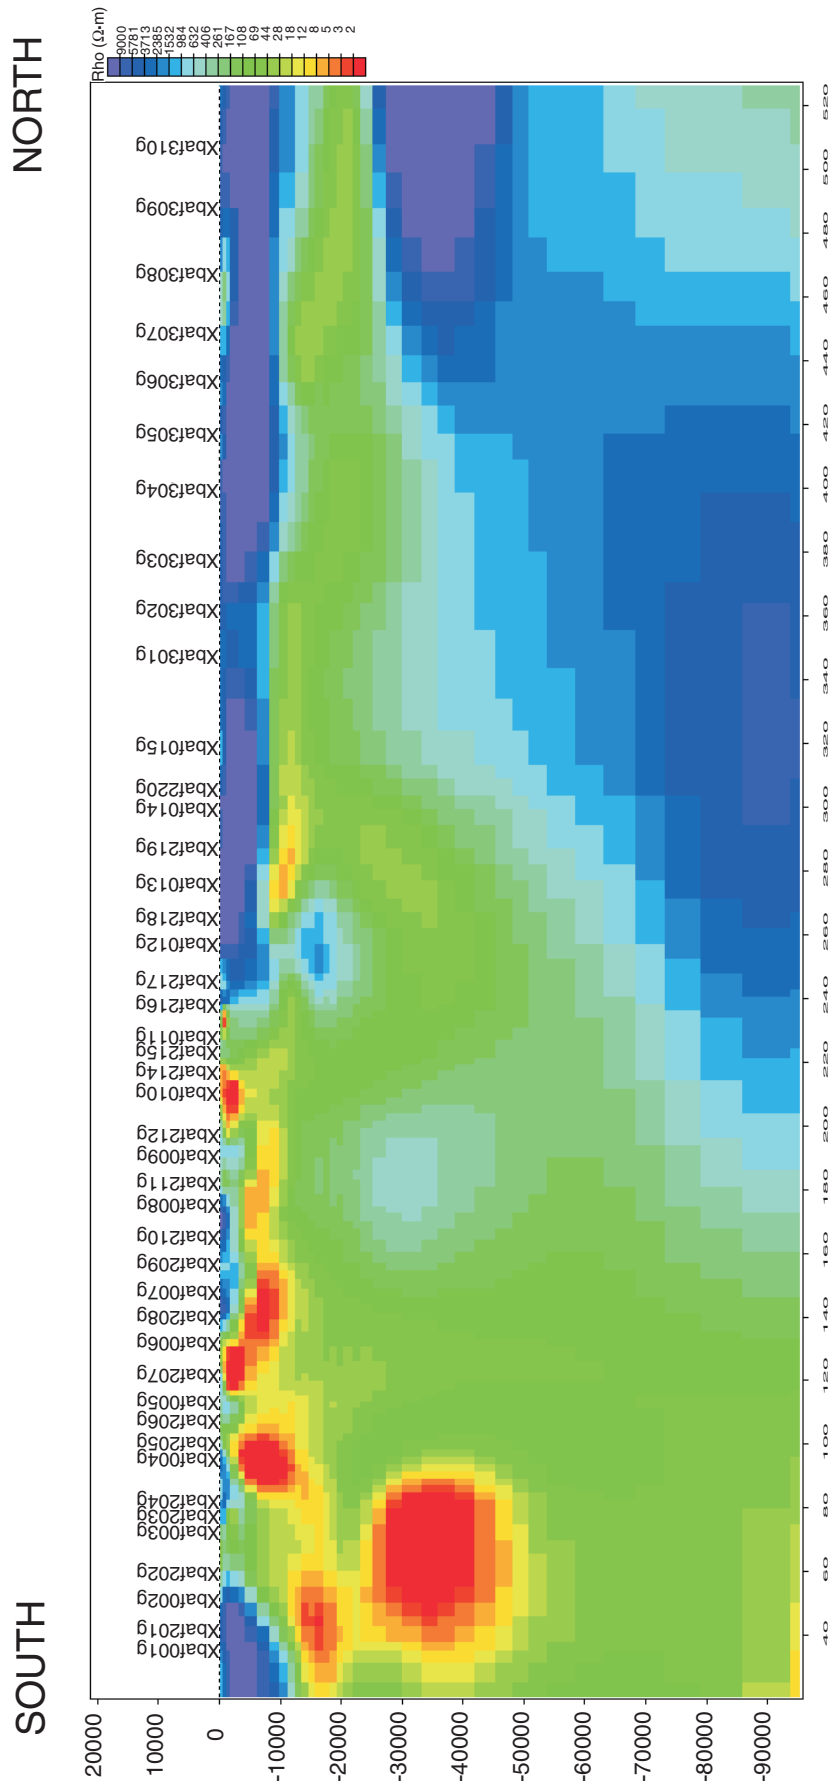 SOUTH
NORTH
Rho (Ω·m)
9000
5781
3713
2385
1532
984
632
406
261
167
108
69
44
28
18
12
8
5
3
2
Xbaf001g
Xbaf201g
Xbaf002g
Xbaf202g
Xbaf003g
Xbaf203g
Xbaf204g
Xbaf004g
Xbaf205g
Xbaf206g
Xbaf005g
Xbaf207g
Xbaf006g
Xbaf208g
Xbaf007g
Xbaf209g
Xbaf210g
Xbaf008g
Xbaf211g
Xbaf009g
Xbaf212g
Xbaf010g
Xbaf214g
Xbaf215g
Xbaf011g
Xbaf216g
Xbaf217g
Xbaf012g
Xbaf218g
Xbaf013g
Xbaf219g
Xbaf014g
Xbaf220g
Xbaf015g
Xbaf301g
Xbaf302g
Xbaf303g
Xbaf304g
Xbaf305g
Xbaf306g
Xbaf307g
Xbaf308g
Xbaf309g
Xbaf310g
20000
10000
0
-10000
-20000
-30000
-40000
-50000
-60000
-70000
-80000
-90000
40
60
80
100
120
140
160
180
200
220
240
260
280
300
320
340
360
380
400
420
440
460
480
500
520